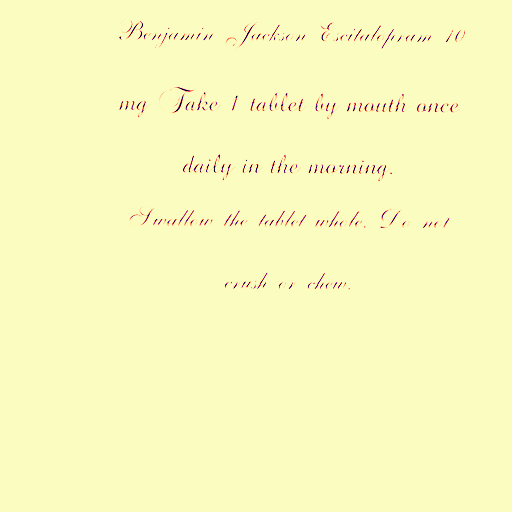 Benjamin Jackson Escitalopram 10
mg Take 1 tablet by mouth once
daily in the morning.
Swallow the tablet whole. Do not
crush or chew.